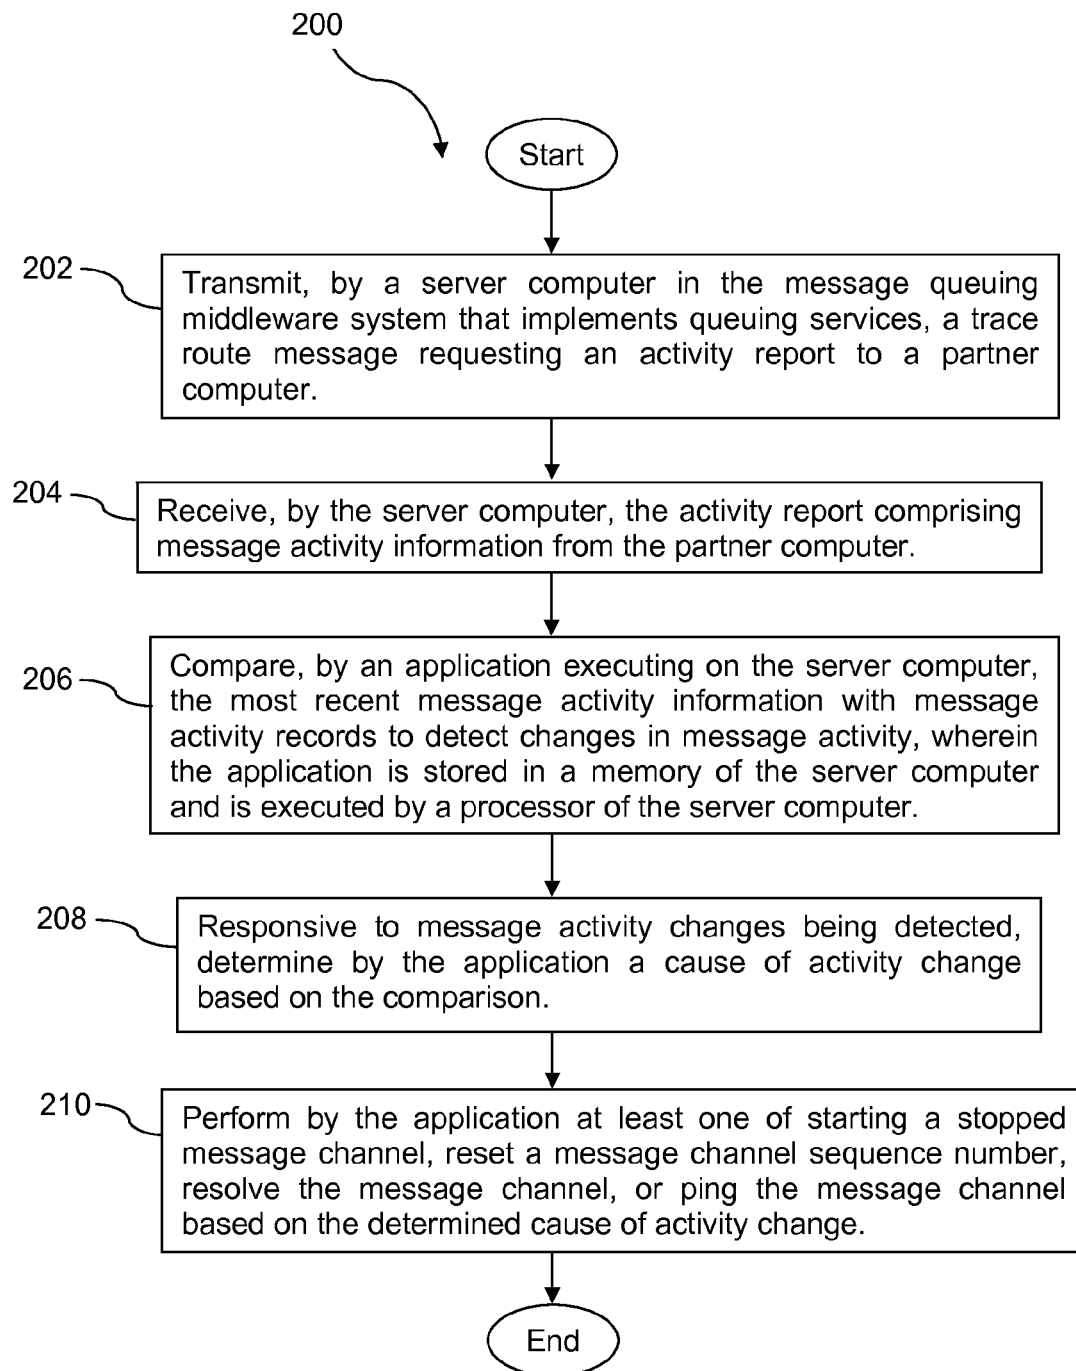 200
Start
202
Transmit, by a server computer in the message queuing
middleware system that implements queuing services, a trace
route message requesting an activity report to a partner
computer.
204
Receive, by the server computer, the activity report comprising
message activity information from the partner computer.
206
Compare, by an application executing on the server computer,
the most recent message activity information with message
activity records to detect changes in message activity, wherein
the application is stored in a memory of the server computer
and is executed by a processor of the server computer.
208
Responsive to message activity changes being detected,
determine by the application a cause of activity change
based on the comparison.
210
Perform by the application at least one of starting a stopped
message channel, reset a message channel sequence number,
resolve the message channel, or ping the message channel
based on the determined cause of activity change.
End